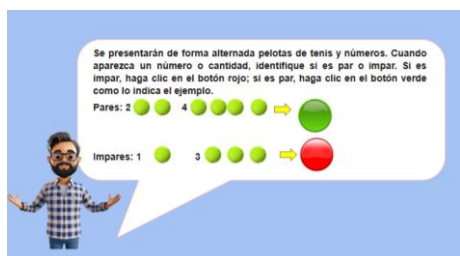 Se presentarán de forma alternada pelotas de tenis y números. Cuando
aparezca un número o cantidad, identifique si es par o impar. Si es
impar, haga clic en el botón rojo; si es par, haga clic en el botón verde
como lo indica el ejemplo.
Pares: 2 4
Impares: 1 3